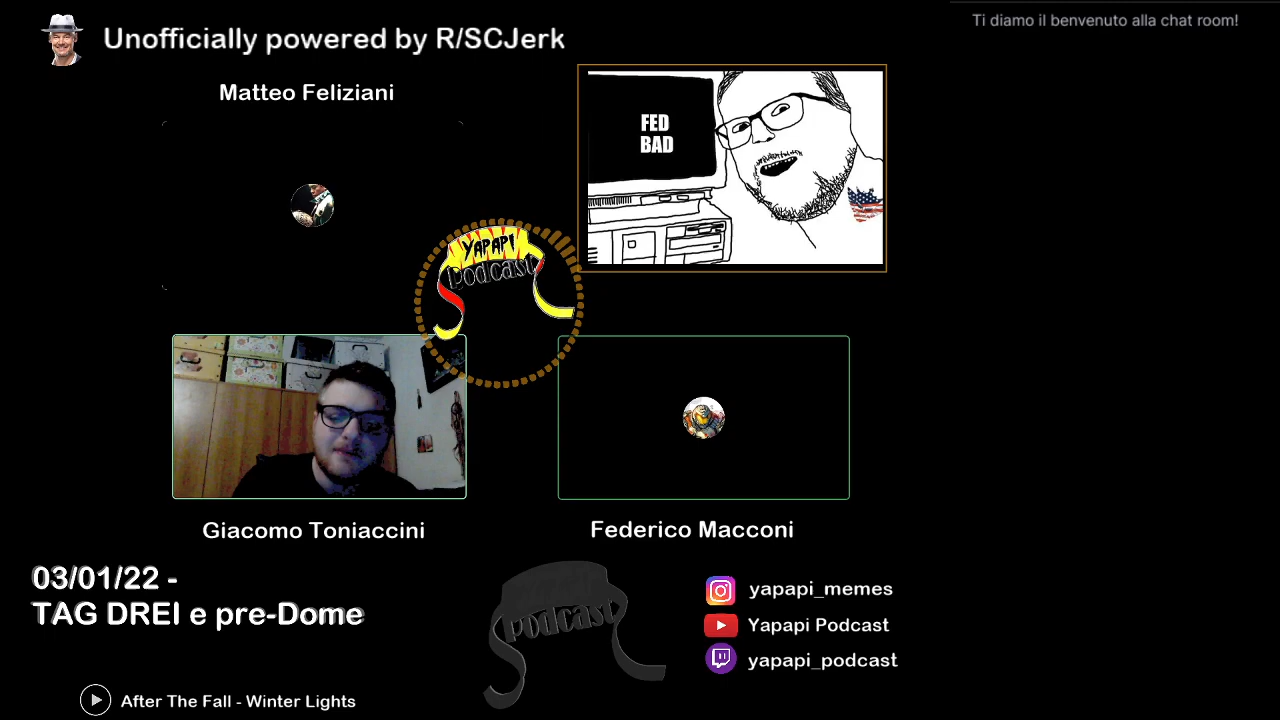 Unofficially powered by R/SCJerk
Ti diamo il benvenuto alla chat room!
Matteo Feliziani
FED
BAD
YAPAPI
Podcast
Giacomo Toniaccini
Federico Macconi
03/01/22 -
TAG DREI e pre-Dome
podcast
yapapi_memes
Yapapi Podcast
yapapi_podcast
After The Fall - Winter Lights